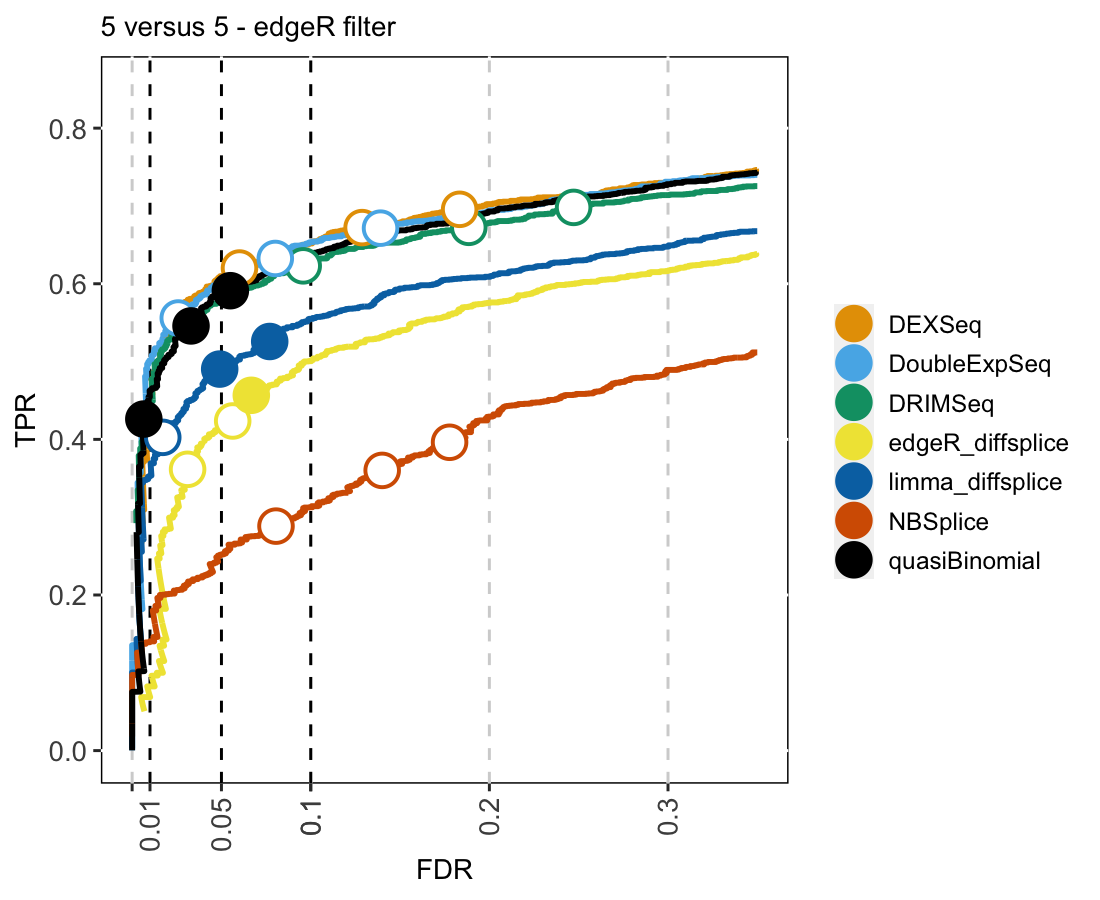 5 versus 5 - edgeR filter
TPR
0.8
0.6
0.4
0.2
0.0
0.01
0.05
0.1
0.2
0.3
FDR
DEXSeq
DoubleExpSeq
DRIMSeq
edgeR_diffsplice
limma_diffsplice
NBSplice
quasiBinomial